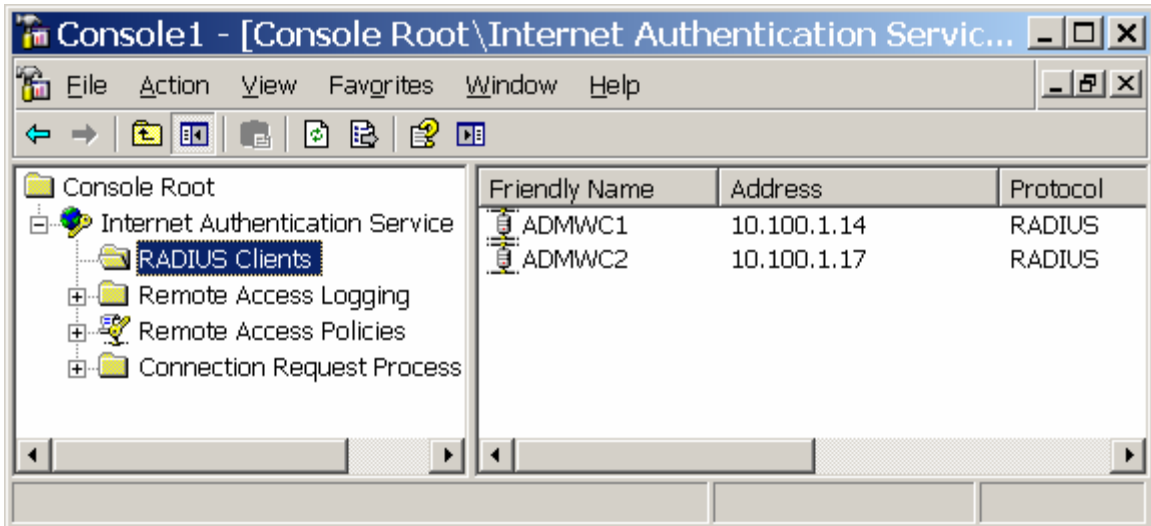 Console1 - [Console Root\Internet Authentication Servic...
File Action View Favorites Window Help
Console Root
Internet Authentication Service
RADIUS Clients
Remote Access Logging
Remote Access Policies
Connection Request Process
Friendly Name Address Protocol
ADMWC1 10.100.1.14 RADIUS
ADMWC2 10.100.1.17 RADIUS